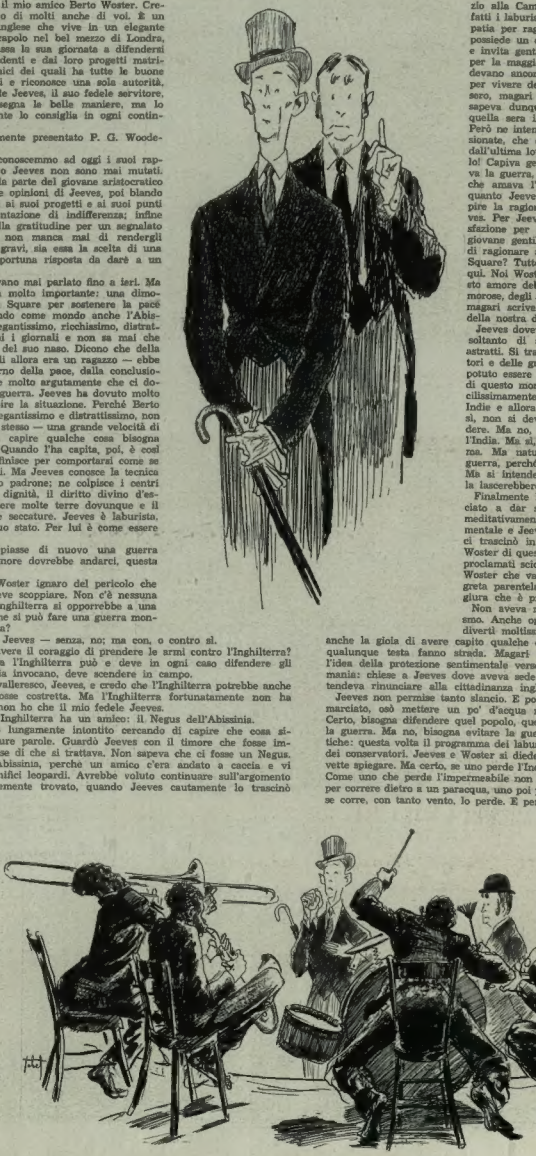 il mio amico Berto Woster. Cre-
o di molti anche di voi. È un
nglese che vive in un elegante
rapolo nel bel mezzo di Londra,
ssa la sua giornata a difendersi
denti e dai loro progetti matri-
nici dei quali ha tutte le buone
i e riconosce una sola autorità,
le Jeeves, il suo fedele servitore,
segna le belle maniere, ma lo
nte lo consiglia in ogni contin-
mente presentato P. G. Woode-
conoscemmo ad oggi i suoi rap-
o Jeeves non sono mai mutati.
la parte del giovane aristocratico
e opinioni di Jeeves, poi blando
ai suoi progetti e ai suoi punti
ntazione di indifferenza; infine
lla gratitudine per un segnalato
non manca mai di rendergli
gravi, sia essa la scelta di una
portuna risposta da dare a un
vano mai parlato fino a ieri. Ma
molto importante: una dimo-
Square per sostenere la pace
ndo come mondo anche l'Abis-
egantissimo, ricchissimo, distrat-
i i giornali e non sa mai che
del suo naso. Dicono che della
li allora era un ragazzo — ebbe
rno della pace, dalla conclusio-
e molto argutamente che ci do-
guerra. Jeeves ha dovuto molto
ire la situazione. Perché Berto
egantissimo e distrattissimo, non
stesso — una grande velocità di
capire qualche cosa bisogna
Quando l'ha capita, poi, è così
finisce per comportarsi come se
i. Ma Jeeves conosce la tecnica
o padrone; ne colpisce i centri
dignità, il diritto divino d'es-
ere molte terre dovunque e il
e seccature. Jeeves è laburista.
uo stato. Per lui è come essere
piasse di nuovo una guerra
nore dovrebbe andarci, questa
Woster ignaro del pericolo che
eve scoppiare. Non c'è nessuna
nghilterra si opporrebbe a una
ne si può fare una guerra mon-
a?
Jeeves — senza, no; ma con, o contro sì.
vere il coraggio di prendere le armi contro l'Inghilterra?
a l'Inghilterra può e deve in ogni caso difendere gli
ia invocano, deve scendere in campo.
valleresco, Jeeves, e credo che l'Inghilterra potrebbe anche
osse costretta. Ma l'Inghilterra fortunatamente non ha
non ho che il mio fedele Jeeves.
Inghilterra ha un amico: il Negus dell'Abissinia.
lungamente intontito cercando di capire che cosa si-
ure parole. Guardò Jeeves con il timore che fosse im-
se di che si trattava. Non sapeva che ci fosse un Negus.
Abissinia, perché un amico c'era andato a caccia e vi
nifici leopardi. Avrebbe voluto continuare sull'argomento
emente trovato, quando Jeeves cautamente lo trascinò
zio alla Cam
fatti i laburis
patia per rag
possiede un
e invita gent
per la maggi
devano ancor
per vivere de
sero, magari
sapeva dunqu
quella sera i
Però ne inten
sionate, che
dall'ultima lo
lo! Capiva ge
va la guerra,
che amava l'
quanto Jeeve
pire la ragion
ves. Per Jeev
sfazione per
giovane genti
di ragionare
Square? Tutt
qui. Noi Wost
sto amore deb
morose, degli
magari scrive
della nostra d
Jeeves dove
soltanto di
astratti. Si tra
tori e delle gr
potuto essere
di questo mon
cilissimamente
Indie e allora
sì, non si dev
dere. Ma no,
l'India. Ma sì,
ma. Ma natu
guerra, perché
Ma si intende
la lascerebber
Finalmente
cisto a dar s
meditativamen
mentale e Jeev
ci trascinò in
Woster di ques
proclamati scio
Woster che va
greta parentela
giura che è p
Non aveva
smo. Anche op
divertì moltiss
anche la gioia di avere capito qualche
qualunque testa fanno strada. Magari
l'idea della protezione sentimentale vers
mania: chiese a Jeeves dove aveva sede
tendeva rinunciare alla cittadinanza ingl
Jeeves non permise tanto slancio. E po
marciato, osò mettere un po' d'acqua
Certo, bisogna difendere quel popolo, que
la guerra. Ma no, bisogna evitare la gue
tiche: questa volta il programma dei labu
dei conservatori. Jeeves e Woster si diede
vette spiegare. Ma certo, se uno perde l'In
Come uno che perde l'impermeabile non
per correre dietro a un paracqua, uno poi
se corre, con tanto vento, lo perde. E per